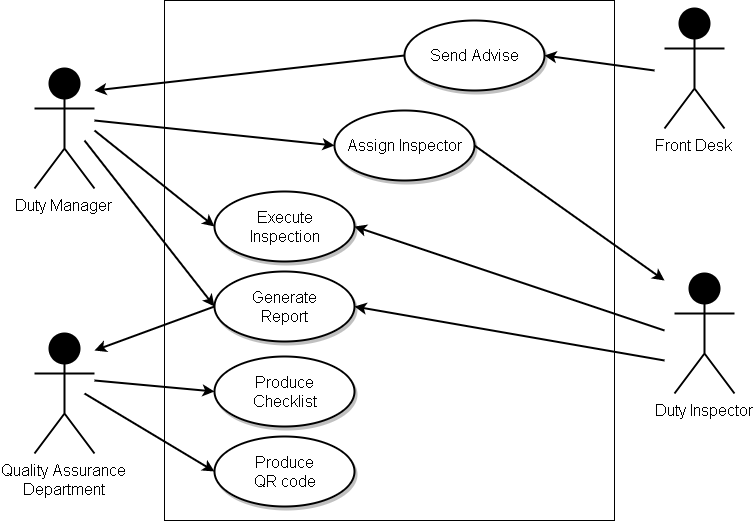 Send Advise
Front Desk
Assign Inspector
Duty Manager
Execute
Inspection
Generate
Report
Produce
Checklist
Duty Inspector
Quality Assurance
Department
Produce
QR code